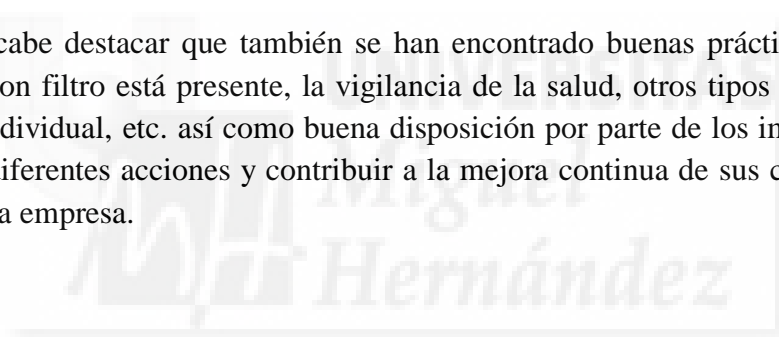 cabe destacar que también se han encontrado buenas prácti
on filtro está presente, la vigilancia de la salud, otros tipos
dividual, etc. así como buena disposición por parte de los in
diferentes acciones y contribuir a la mejora continua de sus c
a empresa.
UNIVERSITAS
Miguel
Hernández